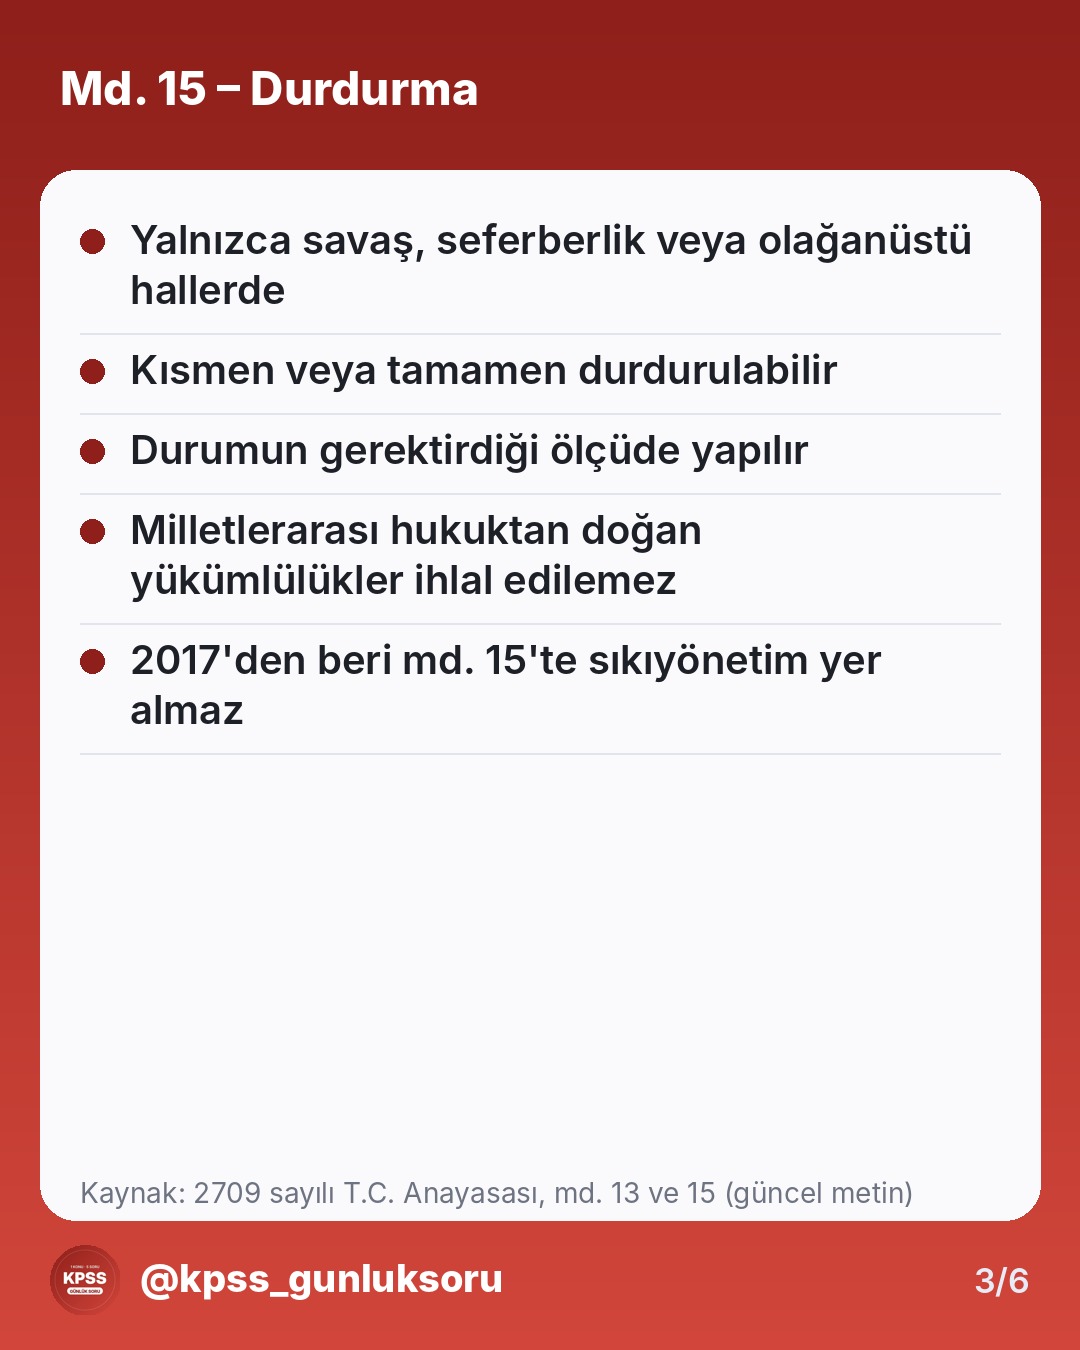 Md. 15 – Durdurma
Yalnızca savaş, seferberlik veya olağanüstü
hallerde
Kısmen veya tamamen durdurulabilir
Durumun gerektirdiği ölçüde yapılır
Milletlerarası hukuktan doğan
yükümlülükler ihlal edilemez
2017'den beri md. 15'te sıkıyönetim yer
almaz
Kaynak: 2709 sayılı T.C. Anayasası, md. 13 ve 15 (güncel metin)
KPSS
GÜNLÜK SORU
@kpss_gunluksoru
3/6